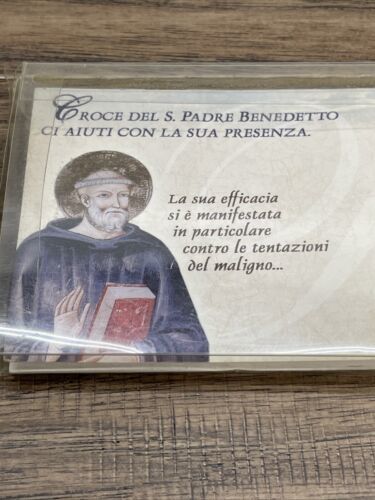 CROCE DEL S. PADRE BENEDETTO
CI AIUTI CON LA SUA PRESENZA.
La sua efficacia
si è manifestata
in particolare
contro le tentazioni
del maligno...